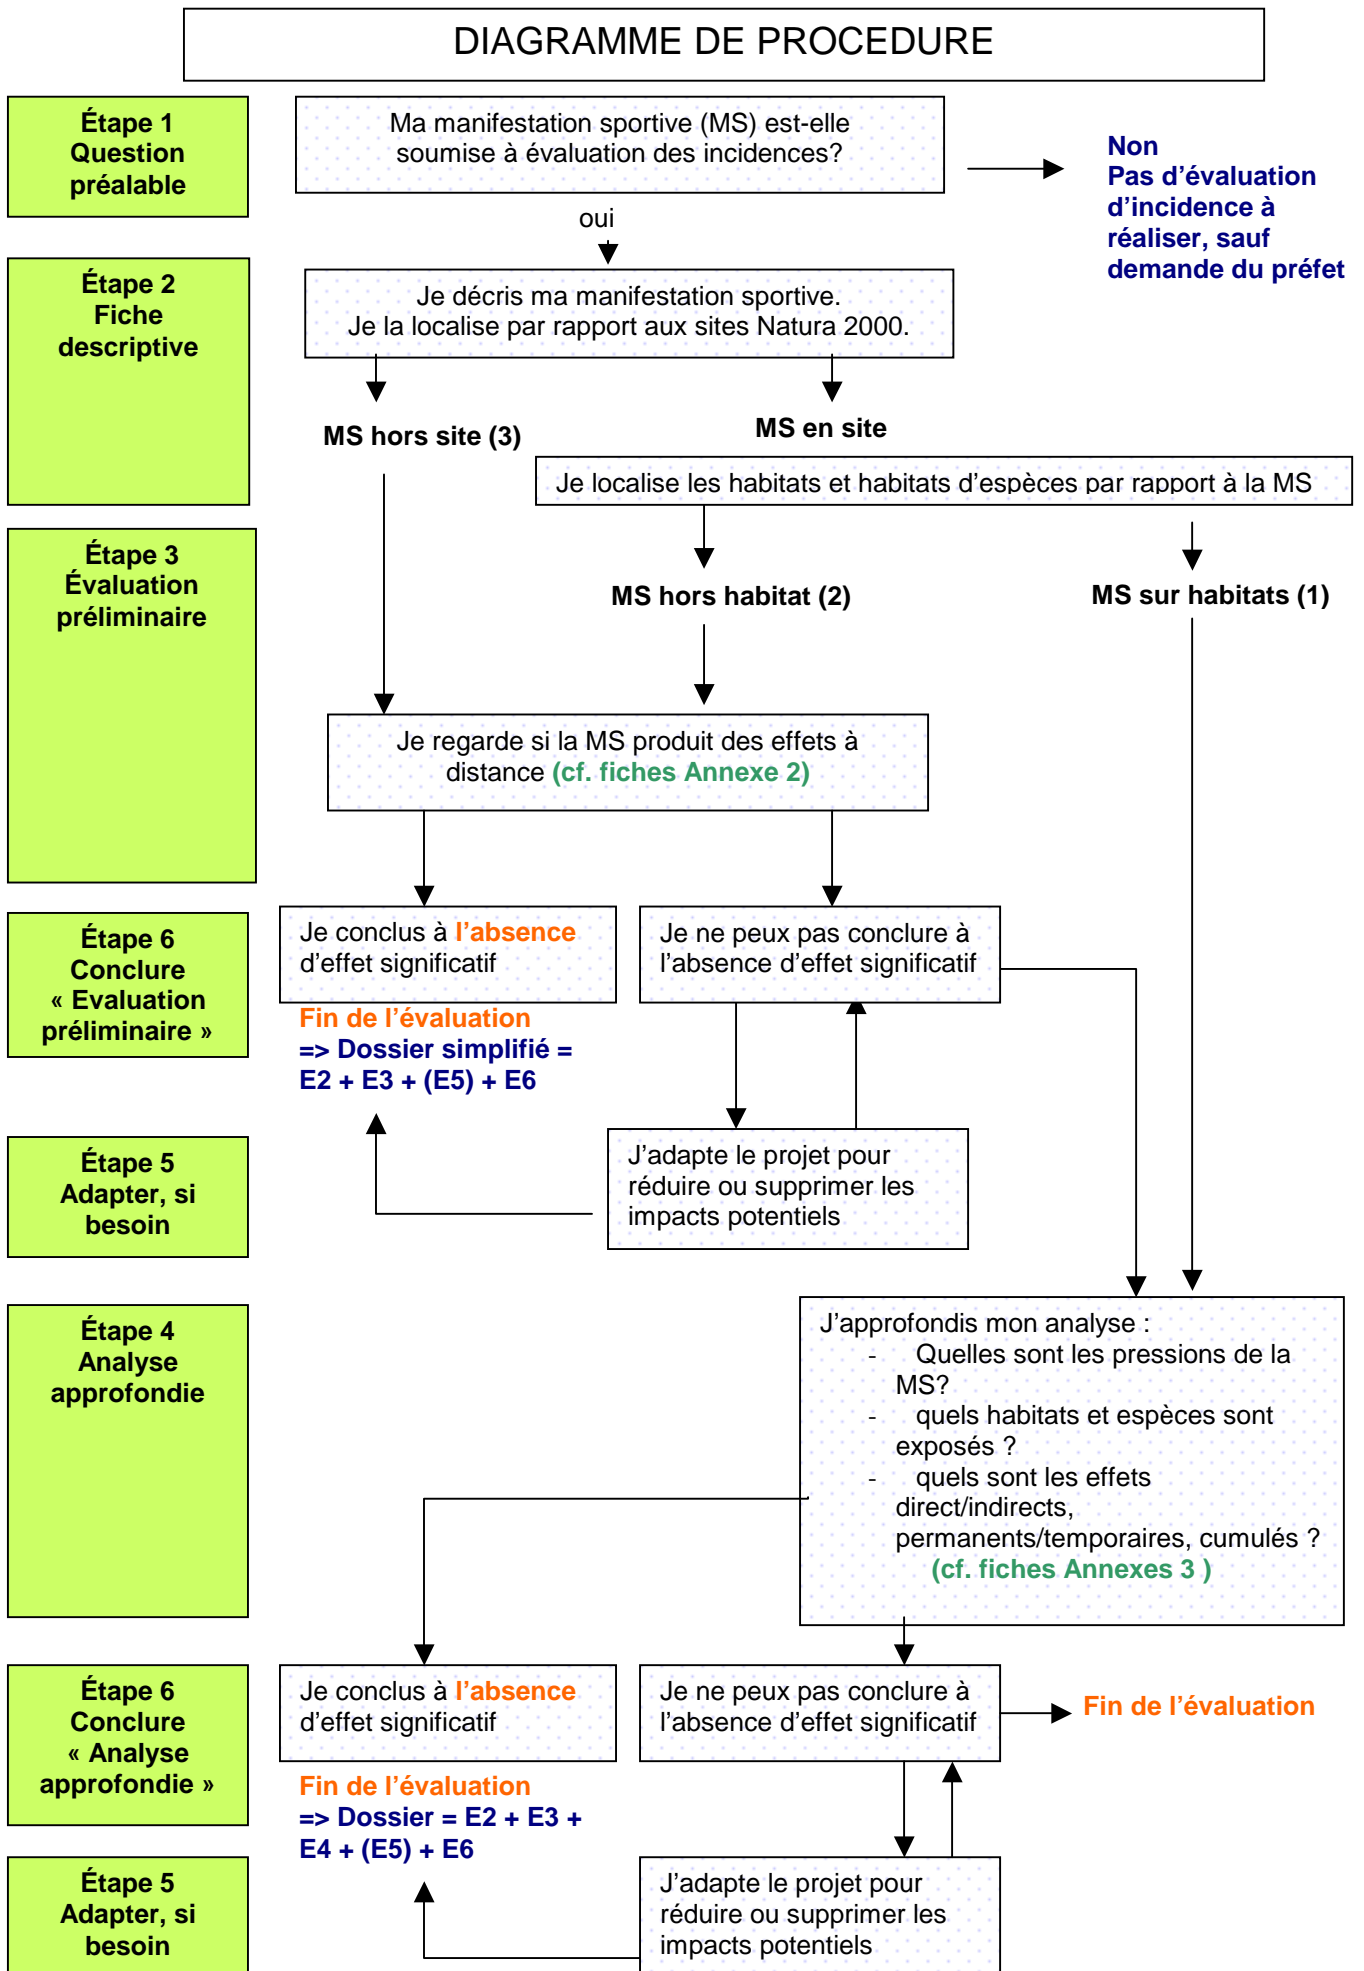 DIAGRAMME DE PROCEDURE
Étape 1
Question
préalable
Ma manifestation sportive (MS) est-elle
soumise à évaluation des incidences?
Non
Pas d’évaluation
d’incidence à
réaliser, sauf
demande du préfet
oui
Étape 2
Fiche
descriptive
Je décris ma manifestation sportive.
Je la localise par rapport aux sites Natura 2000.
MS hors site (3)
MS en site
Je localise les habitats et habitats d’espèces par rapport à la MS
Étape 3
Évaluation
préliminaire
MS hors habitat (2)
MS sur habitats (1)
Je regarde si la MS produit des effets à
distance (cf. fiches Annexe 2)
Étape 6
Conclure
« Evaluation
préliminaire »
Je conclus à l’absence
d’effet significatif
Je ne peux pas conclure à
l’absence d’effet significatif
Fin de l’évaluation
=> Dossier simplifié =
E2 + E3 + (E5) + E6
Étape 5
Adapter, si
besoin
J’adapte le projet pour
réduire ou supprimer les
impacts potentiels
Étape 4
Analyse
approfondie
J’approfondis mon analyse :
- Quelles sont les pressions de la
MS?
- quels habitats et espèces sont
exposés ?
- quels sont les effets
direct/indirects,
permanents/temporaires, cumulés ?
(cf. fiches Annexes 3 )
Étape 6
Conclure
« Analyse
approfondie »
Je conclus à l’absence
d’effet significatif
Je ne peux pas conclure à
l’absence d’effet significatif
Fin de l’évaluation
Fin de l’évaluation
=> Dossier = E2 + E3 +
E4 + (E5) + E6
Étape 5
Adapter, si
besoin
J’adapte le projet pour
réduire ou supprimer les
impacts potentiels